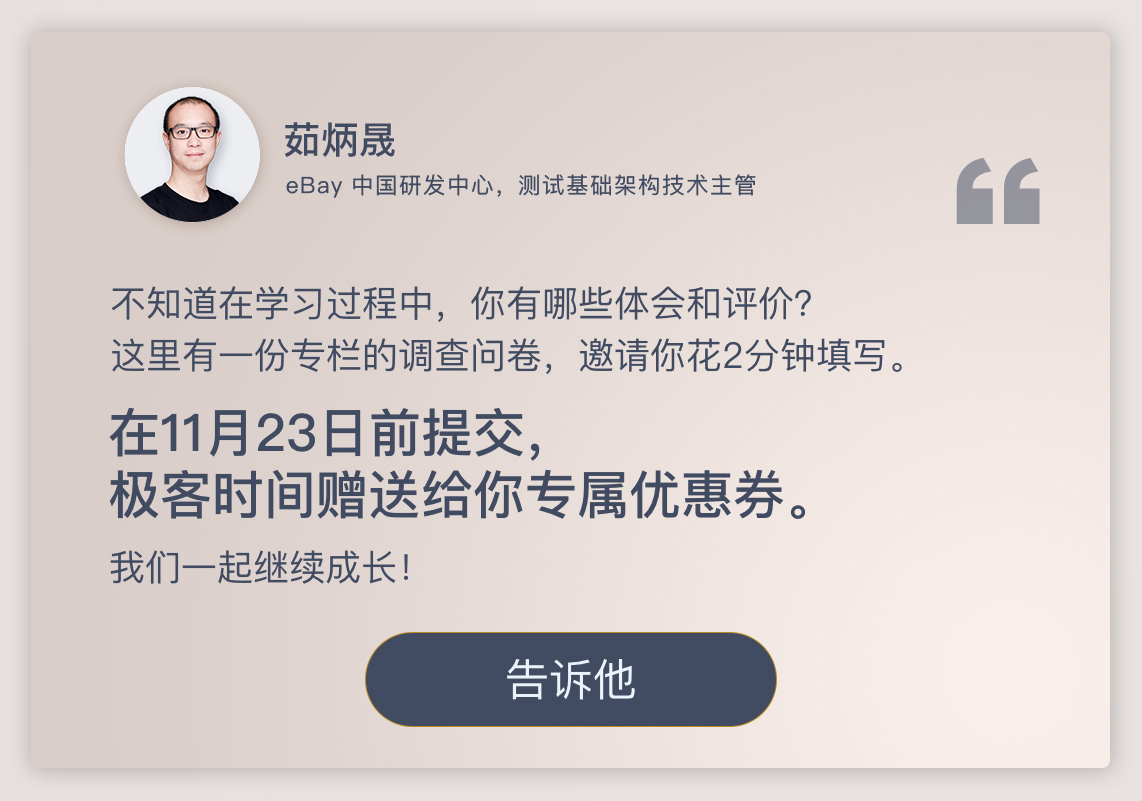 茹炳晟
eBay 中国研发中心，测试基础架构技术主管
不知道在学习过程中，你有哪些体会和评价？
这里有一份专栏的调查问卷，邀请你花2分钟填写。
在11月23日前提交，
极客时间赠送给你专属优惠券。
我们一起继续成长！
告诉他